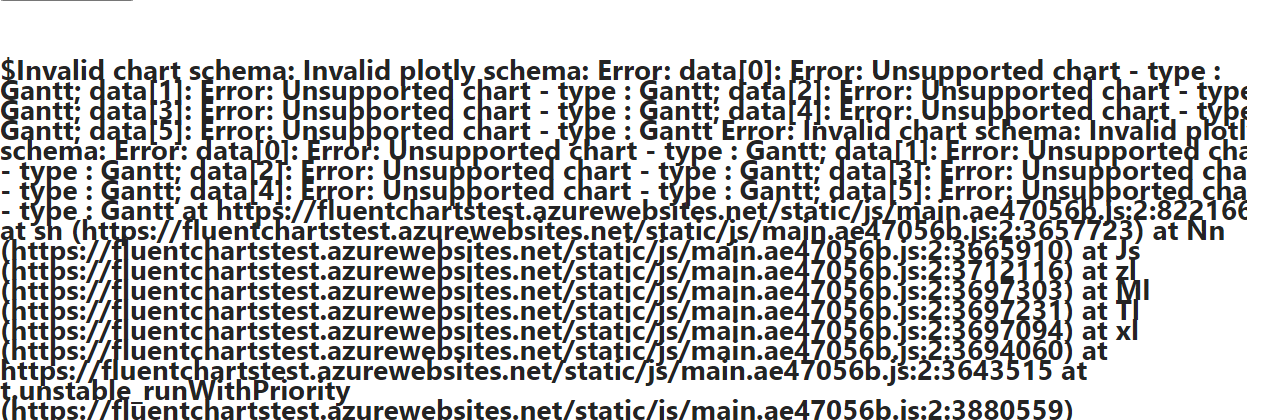 $Invalid chart schema: Invalid plotly schema: Error: data[0]: Error: Unsupported chart - type :
Gantt; data[1]: Error: Unsupported chart - type : Gantt; data[2]: Error: Unsupported chart - type
Gantt; data[3]: Error: Unsupported chart - type : Gantt; data[4]: Error: Unsupported chart - type
Gantt; data[5]: Error: Unsupported chart - type : Gantt Error: Invalid chart schema: Invalid plotl
schema: Error: data[0]: Error: Unsupported chart - type : Gantt; data[1]: Error: Unsupported cha
- type : Gantt; data[2]: Error: Unsupported chart - type : Gantt; data[3]: Error: Unsupported cha
- type : Gantt; data[4]: Error: Unsupported chart - type : Gantt; data[5]: Error: Unsupported cha
- type : Gantt at https://fluentchartstest.azurewebsites.net/static/js/main.ae47056b.js:2:822166
at sh (https://fluentchartstest.azurewebsites.net/static/js/main.ae47056b.js:2:3657723) at Nn
(https://fluentchartstest.azurewebsites.net/static/js/main.ae47056b.js:2:3665910) at Js
(https://fluentchartstest.azurewebsites.net/static/js/main.ae47056b.js:2:3712116) at zl
(https://fluentchartstest.azurewebsites.net/static/js/main.ae47056b.js:2:3697303) at Ml
(https://fluentchartstest.azurewebsites.net/static/js/main.ae47056b.js:2:3697231) at Tl
(https://fluentchartstest.azurewebsites.net/static/js/main.ae47056b.js:2:3697094) at xl
(https://fluentchartstest.azurewebsites.net/static/js/main.ae47056b.js:2:3694060) at
https://fluentchartstest.azurewebsites.net/static/js/main.ae47056b.js:2:3643515 at
t.unstable_runWithPriority
(https://fluentchartstest.azurewebsites.net/static/js/main.ae47056b.js:2:3880559)